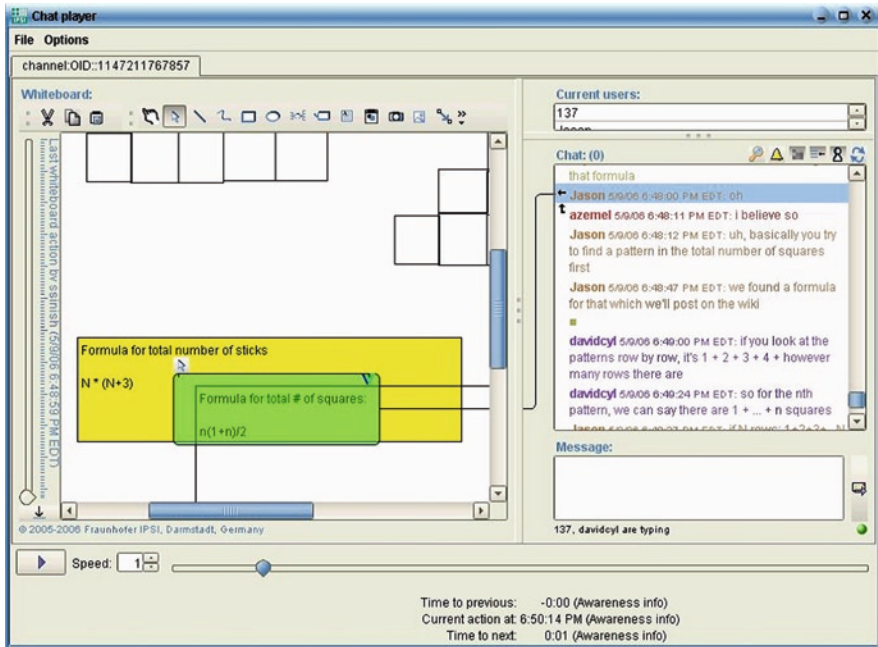 Chat player
File Options
channel:OID::1147211767857
Whiteboard:
Last whiteboard action by ssinish (5/9/06 6:48:59 PM EDT)
Formula for total number of sticks
N * (N+3)
Formula for total # of squares:
n(1+n)/2
© 2005-2006 Fraunhofer IPSI, Darmstadt, Germany
Current users:
137
Jason
Chat: (0)
that formula
Jason 5/9/06 6:48:00 PM EDT: oh
azemel 5/9/06 6:48:11 PM EDT: i believe so
Jason 5/9/06 6:48:12 PM EDT: uh, basically you try
to find a pattern in the total number of squares
first
Jason 5/9/06 6:48:47 PM EDT: we found a formula
for that which we'll post on the wiki
davidcyl 5/9/06 6:49:00 PM EDT: if you look at the
patterns row by row, it's 1 + 2 + 3 + 4 + however
many rows there are
davidcyl 5/9/06 6:49:24 PM EDT: so for the nth
pattern, we can say there are 1 + ... + n squares
Message:
137, davidcyl are typing
Speed: 1
Time to previous: -0:00 (Awareness info)
Current action at: 6:50:14 PM (Awareness info)
Time to next: 0:01 (Awareness info)